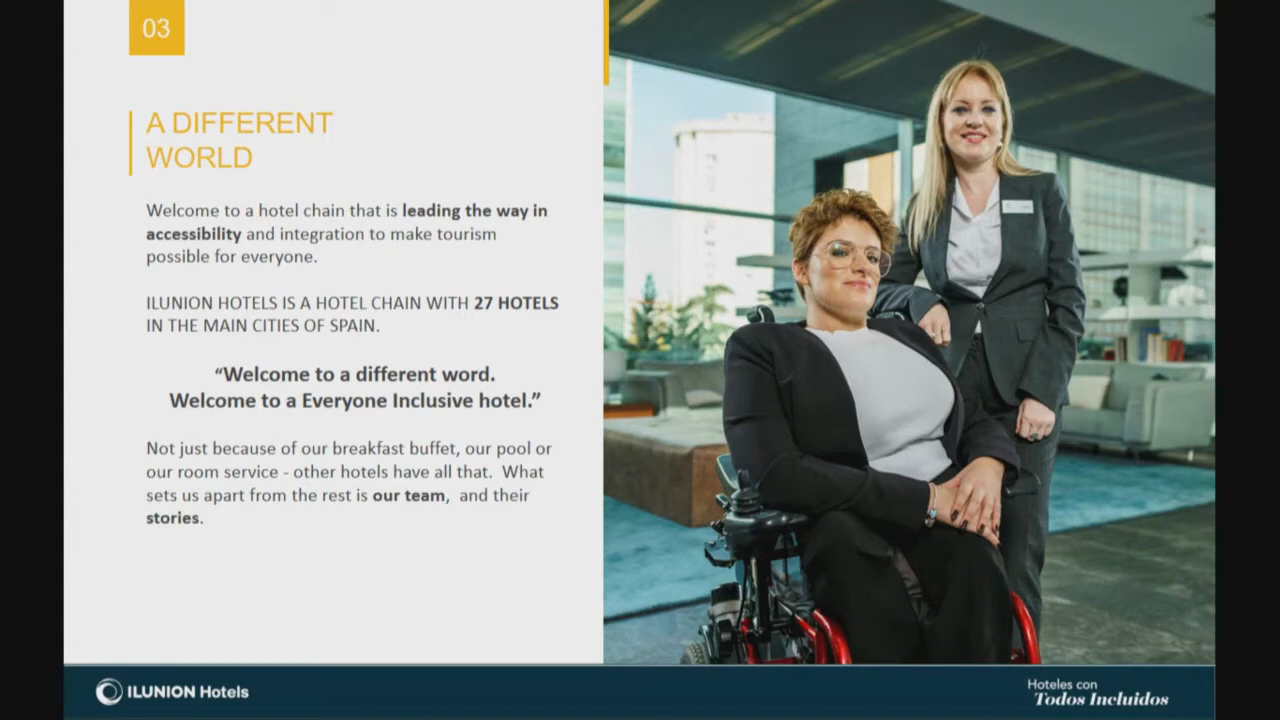 03
A DIFFERENT
WORLD
Welcome to a hotel chain that is leading the way in
accessibility and integration to make tourism
possible for everyone.
ILUNION HOTELS IS A HOTEL CHAIN WITH 27 HOTELS
IN THE MAIN CITIES OF SPAIN.
“Welcome to a different word.
Welcome to a Everyone Inclusive hotel.”
Not just because of our breakfast buffet, our pool or
our room service - other hotels have all that. What
sets us apart from the rest is our team, and their
stories.
ILUNION Hotels
Hoteles con
Todos Incluidos